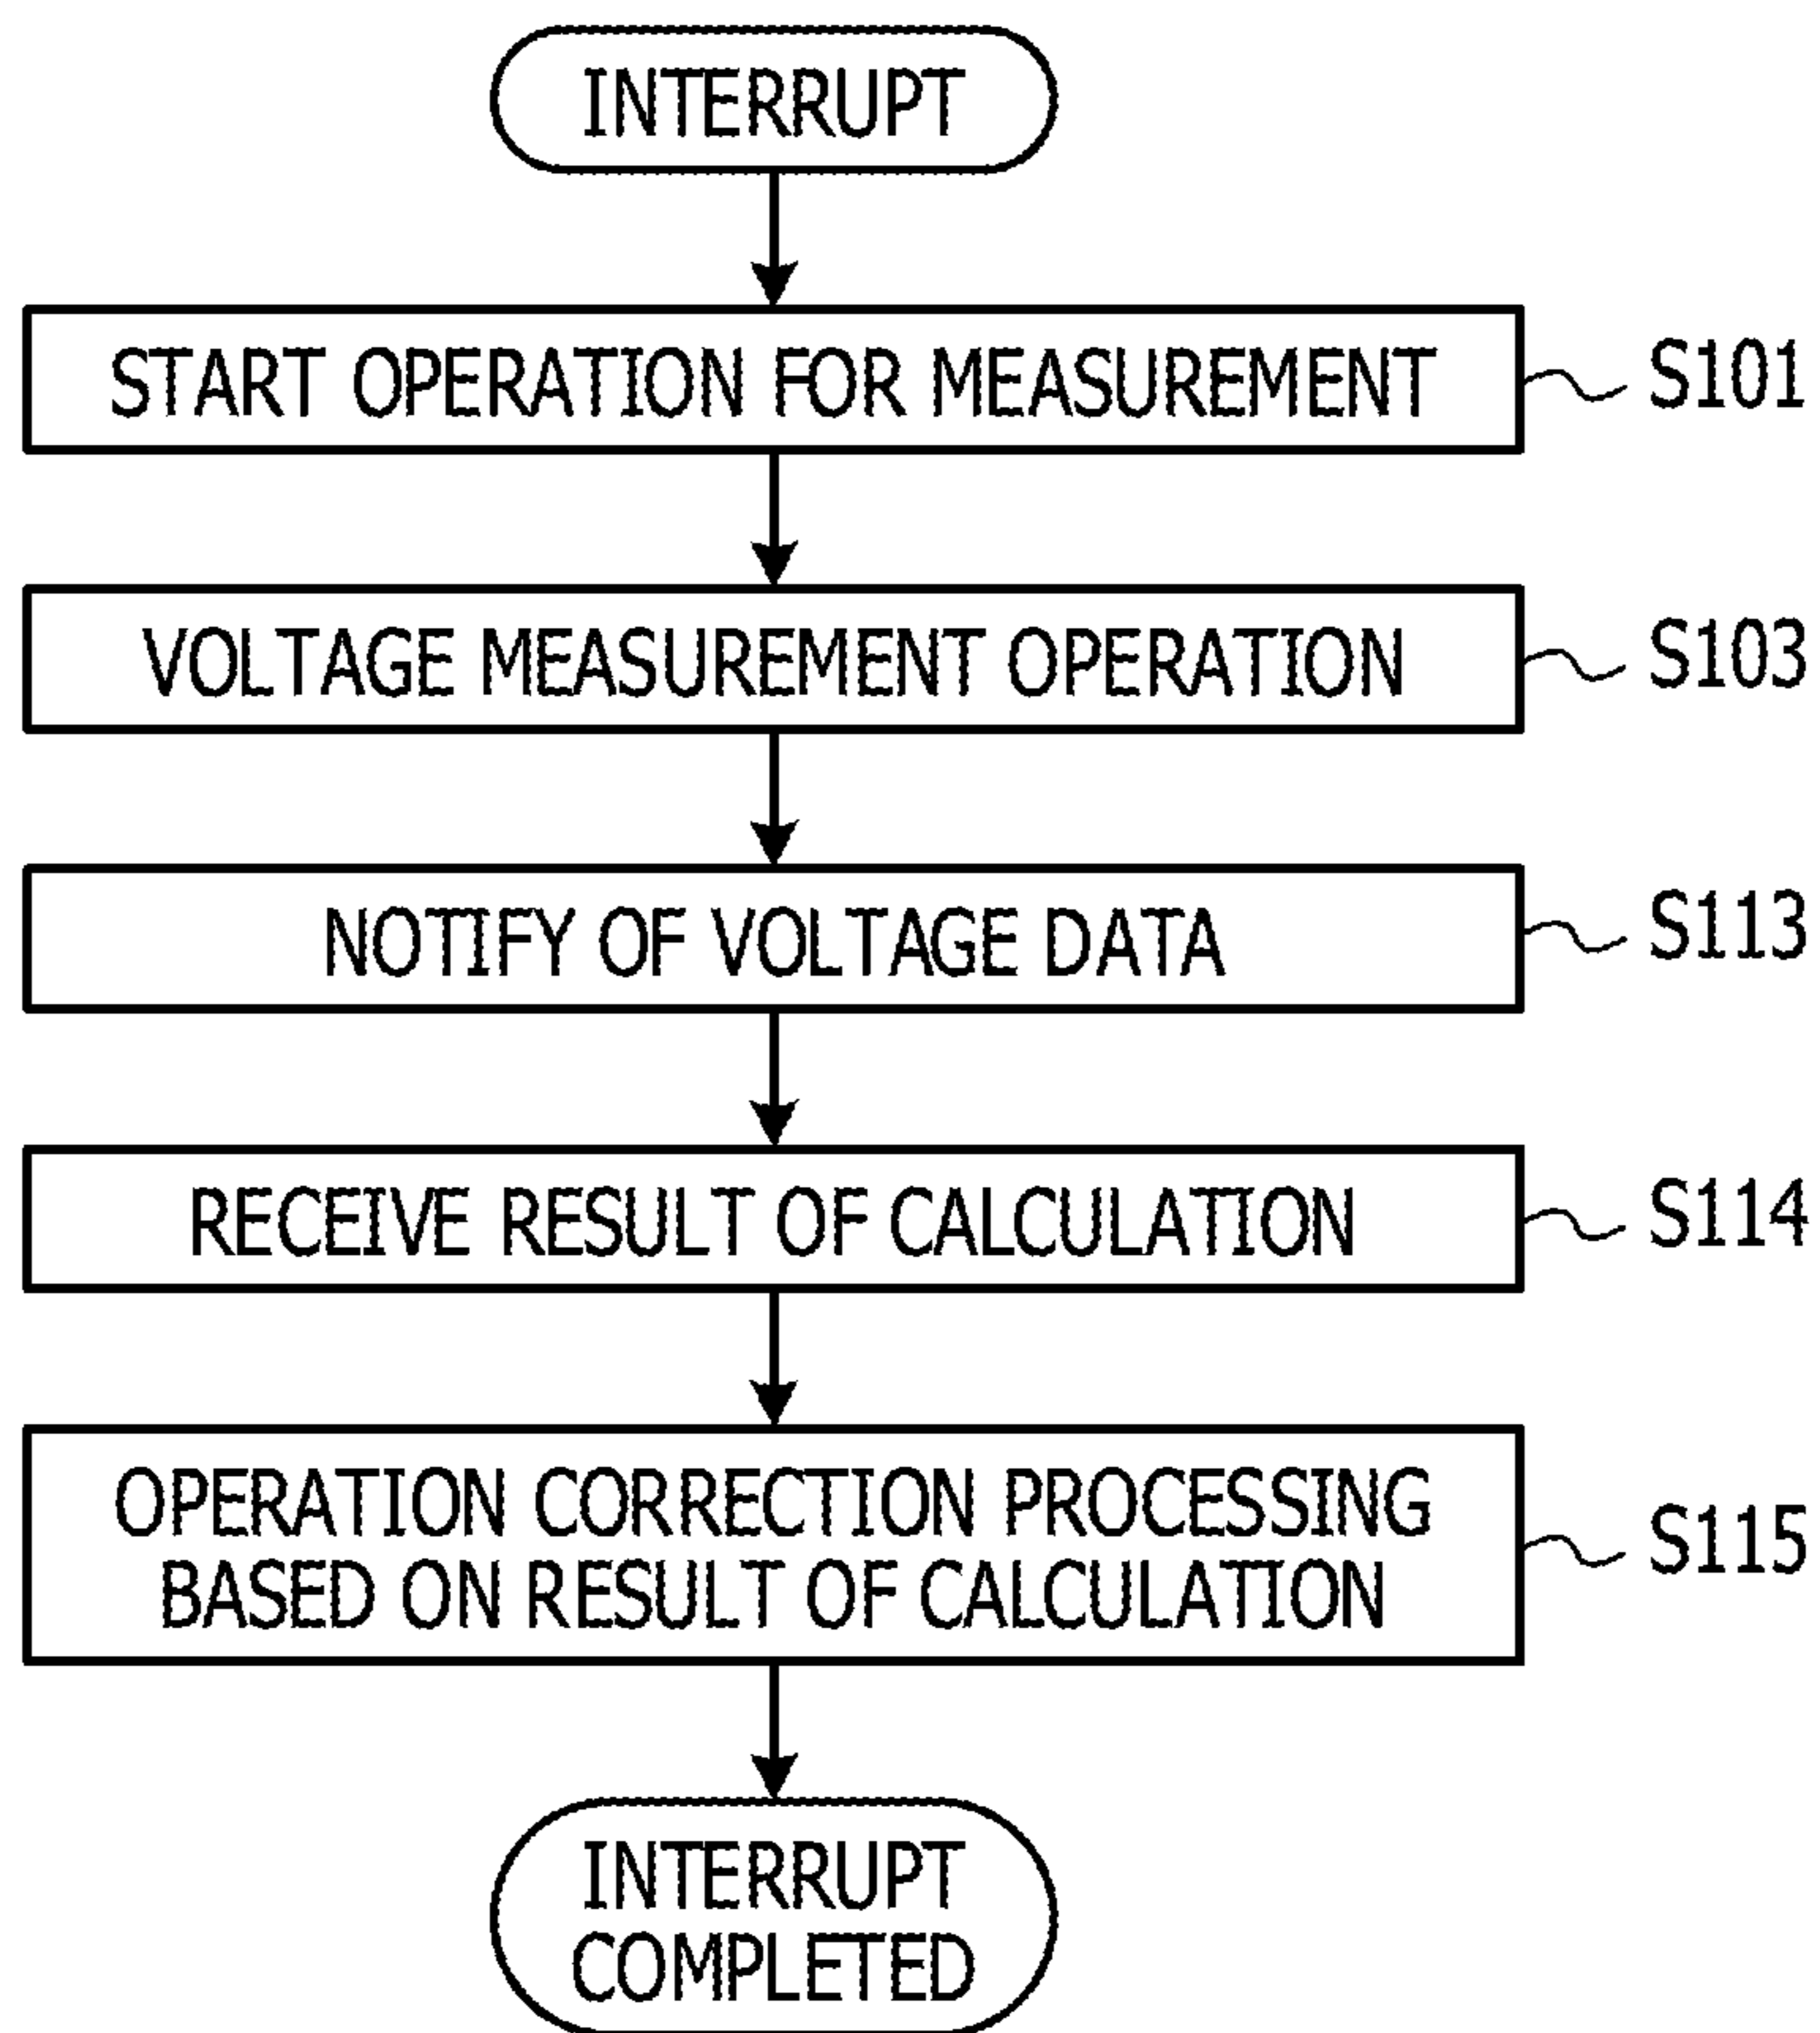 INTERRUPT
START OPERATION FOR MEASUREMENT
S101
VOLTAGE MEASUREMENT OPERATION
S103
NOTIFY OF VOLTAGE DATA
S113
RECEIVE RESULT OF CALCULATION
S114
OPERATION CORRECTION PROCESSING
BASED ON RESULT OF CALCULATION
S115
INTERRUPT
COMPLETED